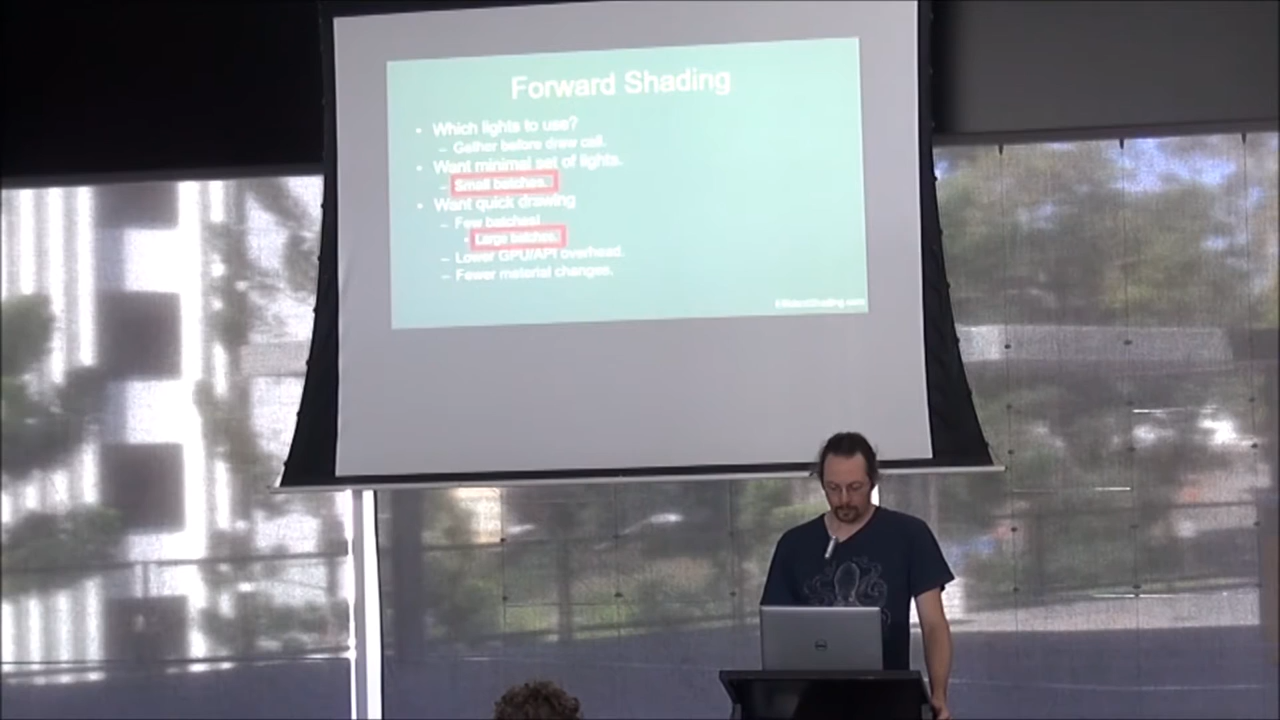 Forward Shading
• Which lights to use?
– Gather before draw call.
• Want minimal set of lights.
– Small batches.
• Want quick drawing
– Few batches!
• Large batches.
– Lower GPU/API overhead.
– Fewer material changes.
DELL